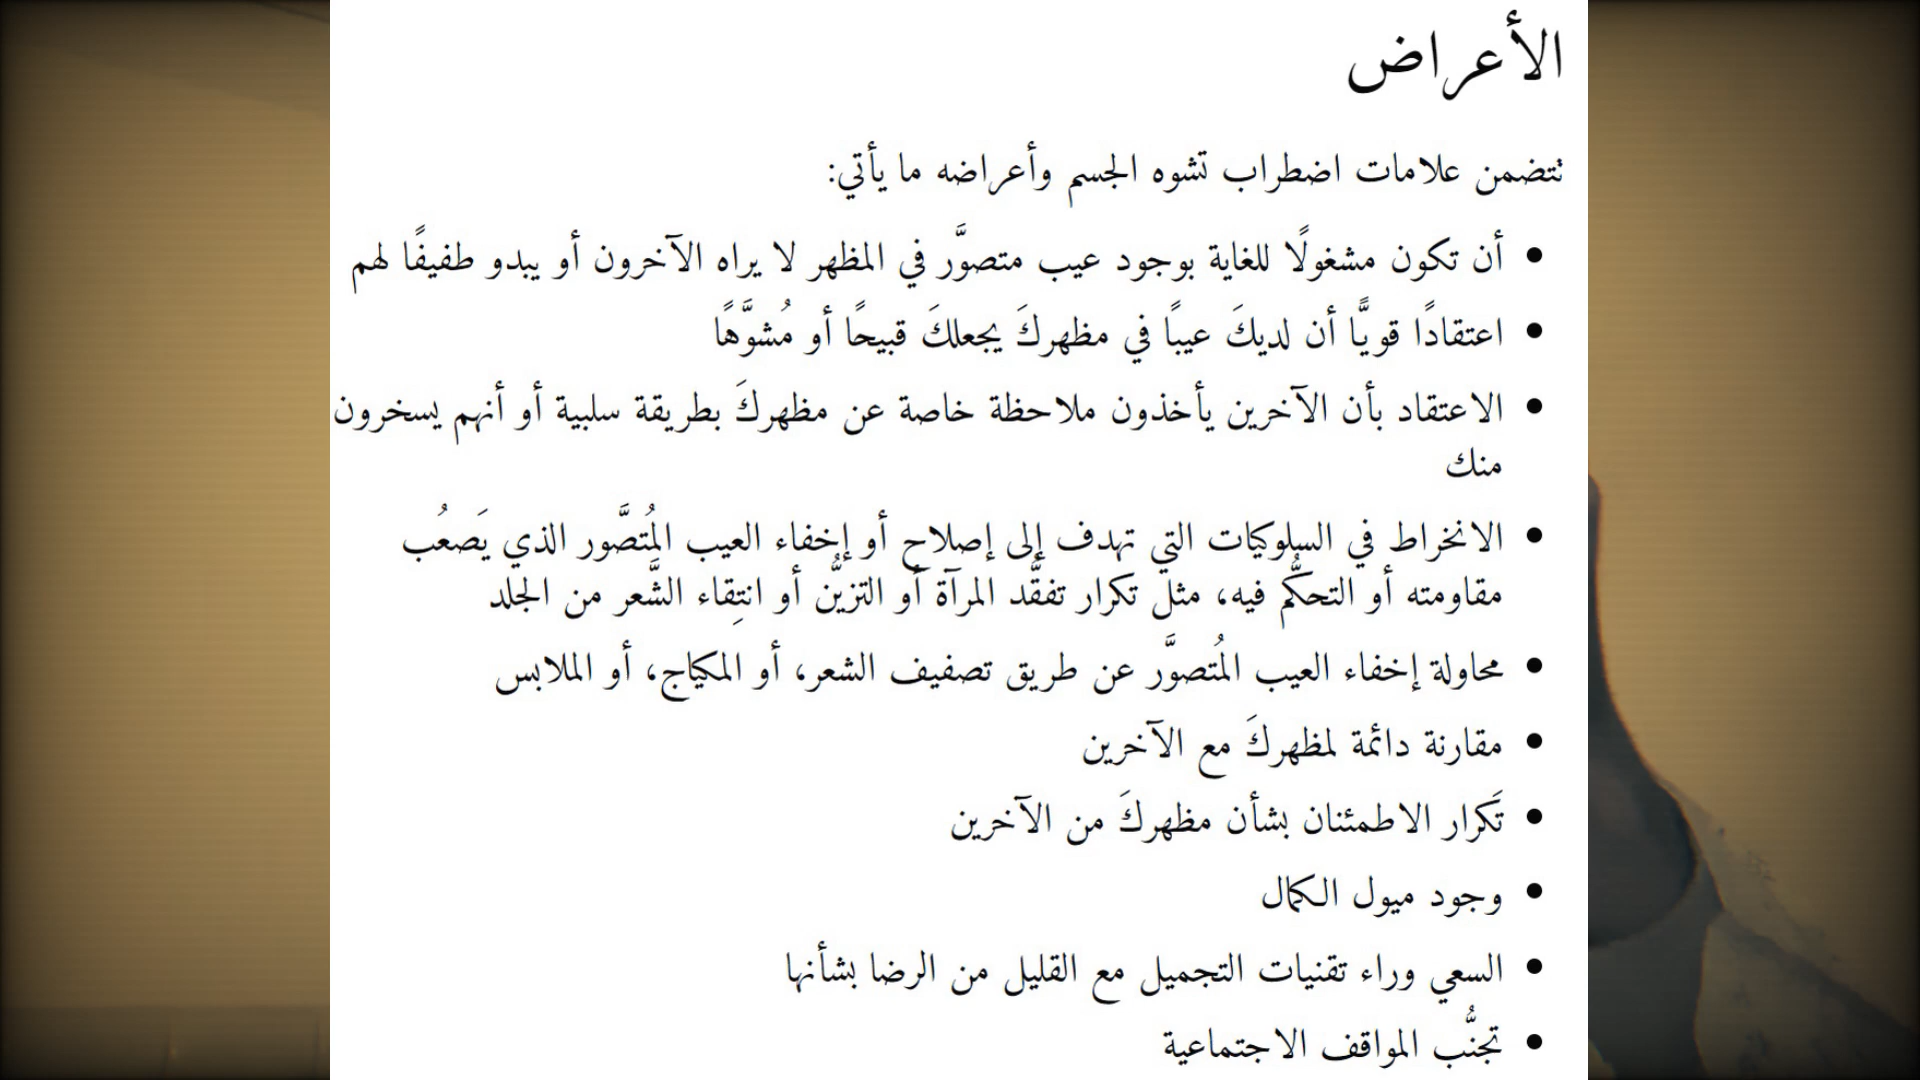 الأعراض
تتضمن علامات اضطراب تشوه الجسم وأعراضه ما يأتي:
• أن تكون مشغولًا للغاية بوجود عيب متصوَّر في المظهر لا يراه الآخرون أو يبدو طفيفًا لهم
• اعتقادًا قويًّا أن لديكَ عيبًا في مظهركَ يجعلكَ قبيحًا أو مُشوَّهًا
• الاعتقاد بأن الآخرين يأخذون ملاحظة خاصة عن مظهركَ بطريقة سلبية أو أنهم يسخرون
منك
• الانخراط في السلوكيات التي تهدف إلى إصلاح أو إخفاء العيب المُتصَّور الذي يَصعُب
مقاومته أو التحكُّم فيه، مثل تكرار تفقُّد المرآة أو التزيُّن أو انتِقاء الشَّعر من الجلد
• محاولة إخفاء العيب المُتصوَّر عن طريق تصفيف الشعر، أو المكياج، أو الملابس
• مقارنة دائمة لمظهركَ مع الآخرين
• تَكرار الاطمئنان بشأن مظهركَ من الآخرين
• وجود ميول الكمال
• السعي وراء تقنيات التجميل مع القليل من الرضا بشأنها
• تجنُّب المواقف الاجتماعية